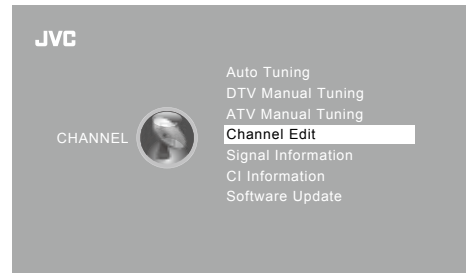 JVC
CHANNEL
Auto Tuning
DTV Manual Tuning
ATV Manual Tuning
Channel Edit
Signal Information
CI Information
Software Update